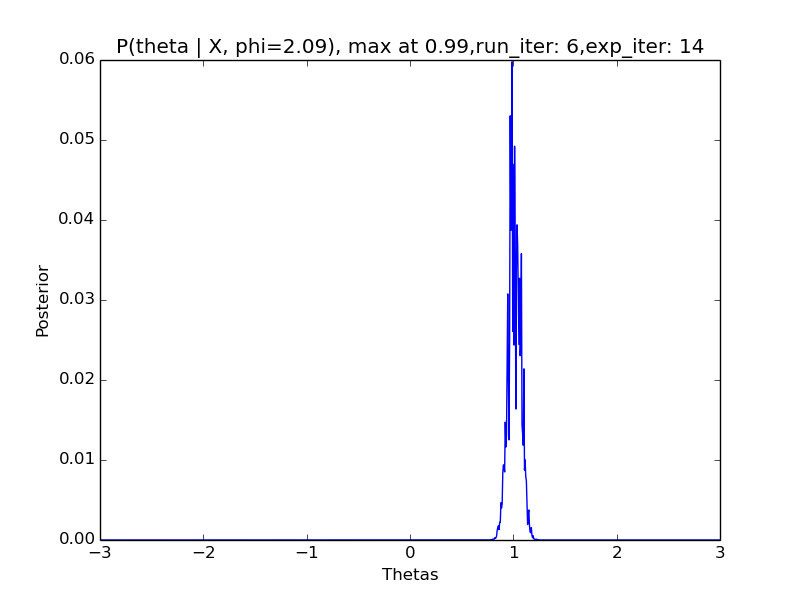 P(theta | X, phi=2.09), max at 0.99,run_iter: 6,exp_iter: 14
0.06
0.05
0.04
0.03
0.02
0.01
0.00
Posterior
−3 −2 −1 0 1 2 3
Thetas